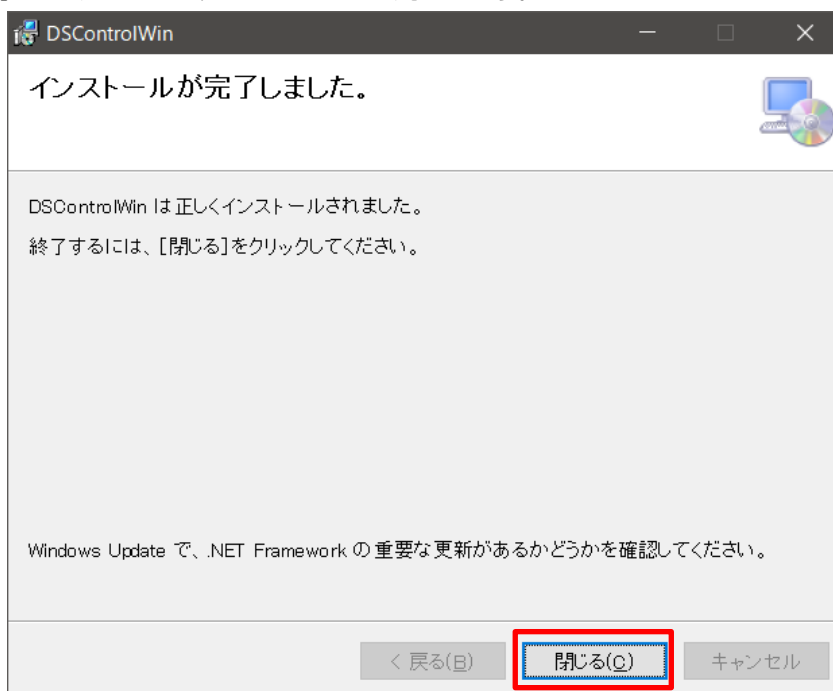 DSControlWin
インストールが完了しました。
DSControlWin は正しくインストールされました。
終了するには、[閉じる]をクリックしてください。
Windows Update で、.NET Framework の重要な更新があるかどうかを確認してください。
< 戻る(B) 閉じる(C) キャンセル